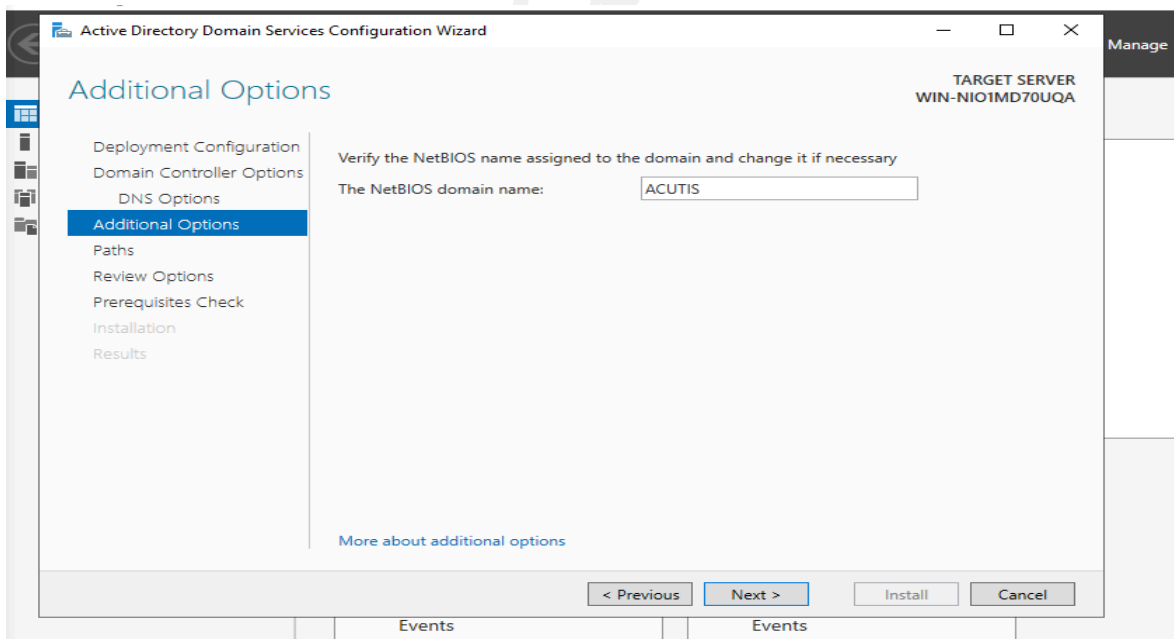 Active Directory Domain Services Configuration Wizard
Manage
Additional Options
TARGET SERVER
WIN-NIO1MD70UQA
Deployment Configuration
Domain Controller Options
DNS Options
Additional Options
Paths
Review Options
Prerequisites Check
Installation
Results
Verify the NetBIOS name assigned to the domain and change it if necessary
The NetBIOS domain name: ACUTIS
More about additional options
< Previous Next > Install Cancel
Events Events